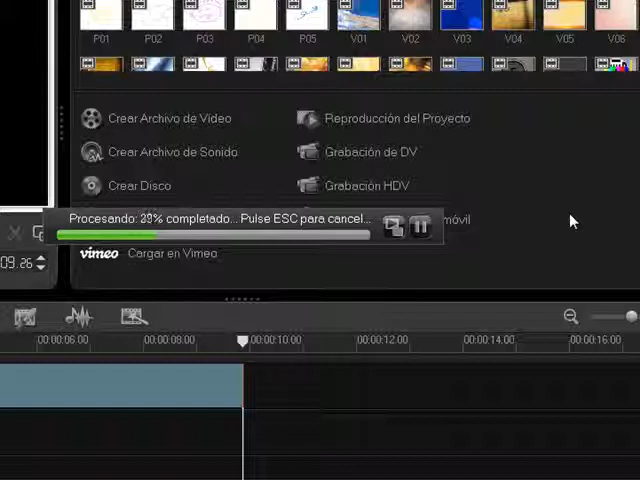 P01 P02 P03 P04 P05 V01 V02 V03 V04 V05 V06
Crear Archivo de Vídeo
Reproducción del Proyecto
Crear Archivo de Sonido
Grabación de DV
Crear Disco
Grabación HDV
Procesando: % completado... Pulse ESC para cancel...
móvil
vimeo Cargar en Vimeo
09.26
00:00:06.00 00:00:08.00 00:00:10.00 00:00:12.00 00:00:14.00 00:00:16.00